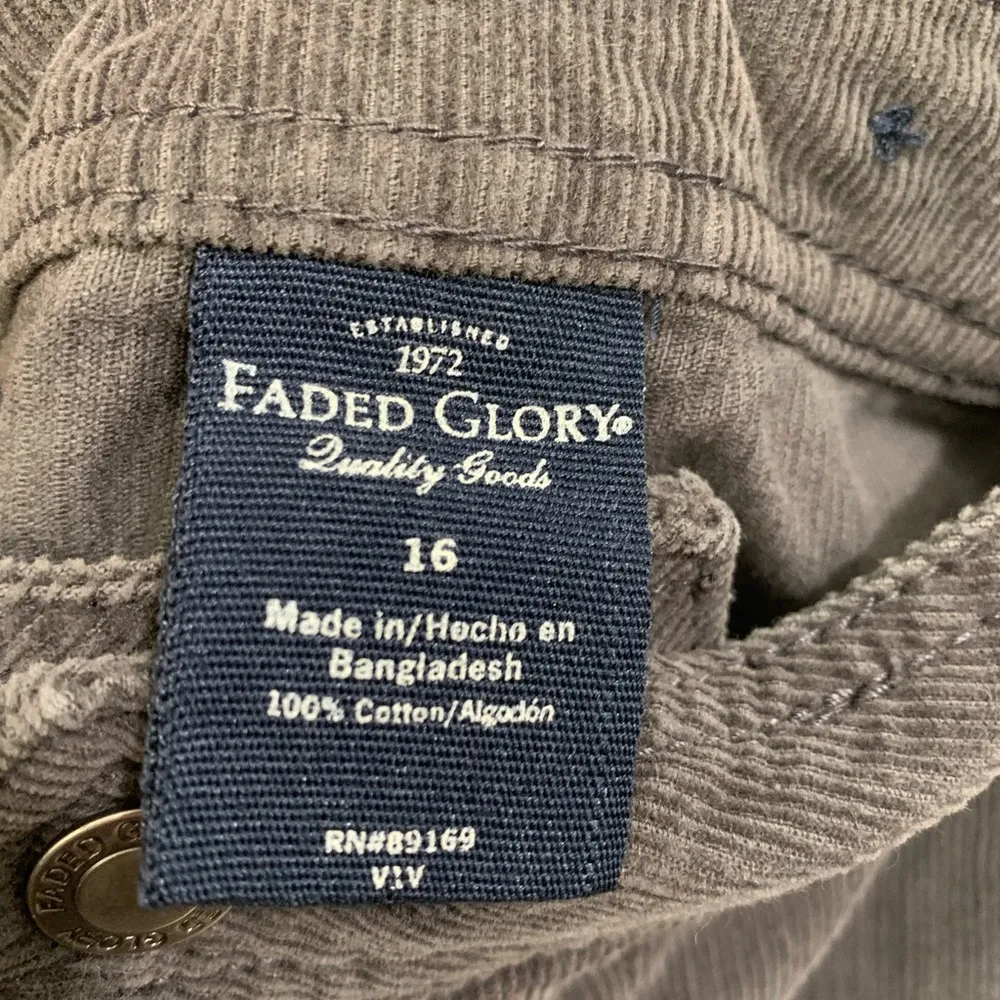 ESTABLISHED
1972
FADED GLORY®
Quality Goods
16
Made in/Hecho en
Bangladesh
100% Cotton/Algodón
RN#89169
V1V
FADED G
GLORY